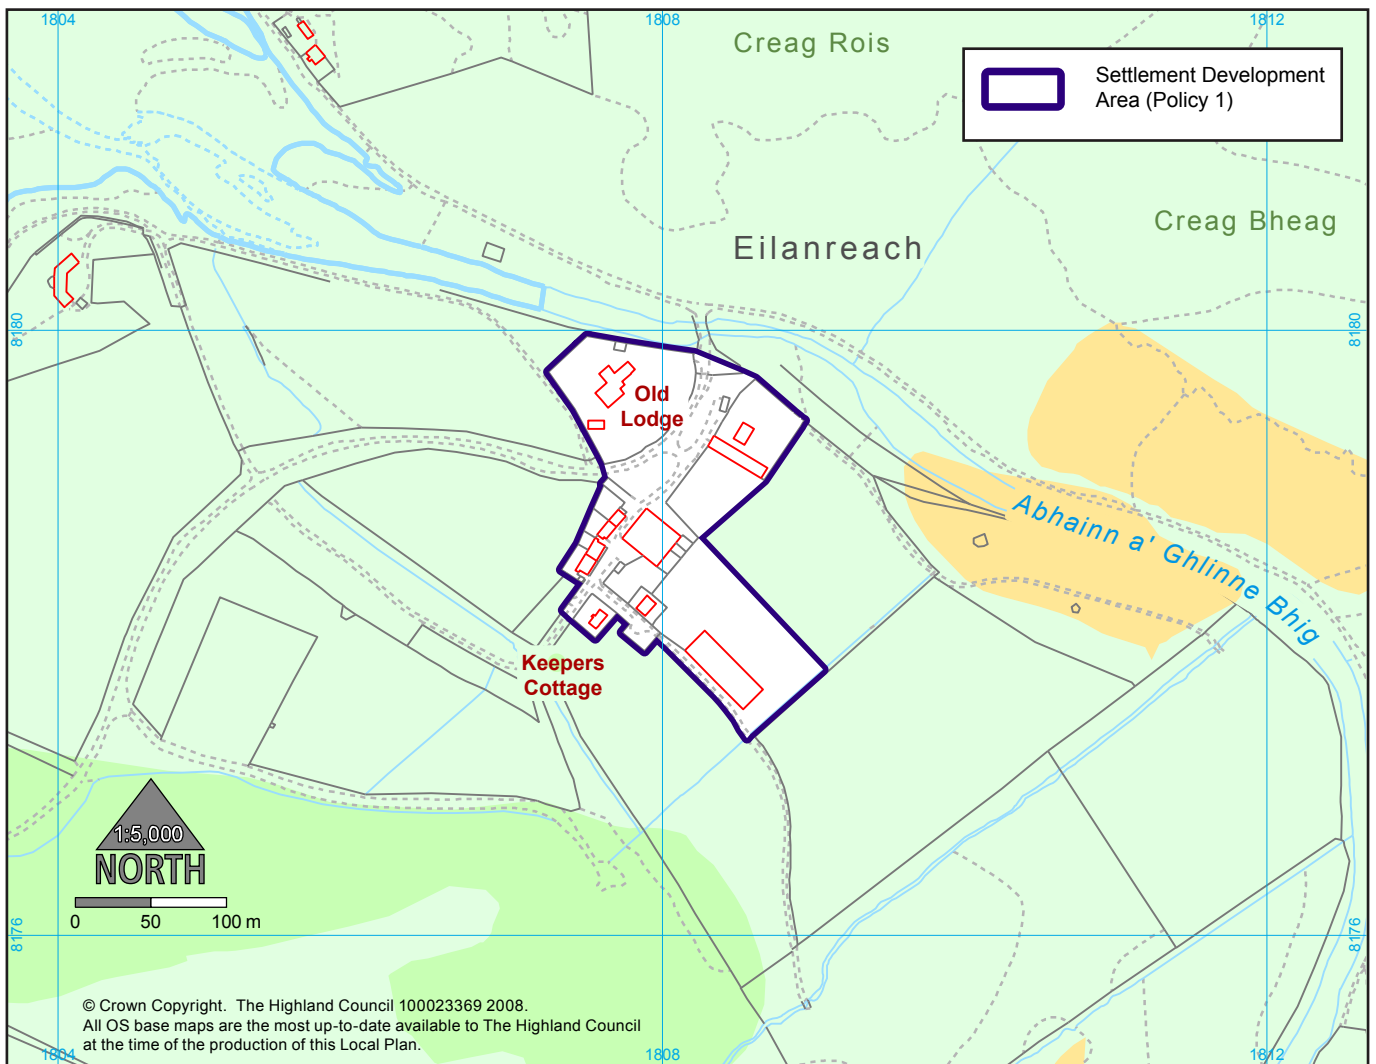 1804
1808
1812
Creag Rois
Settlement Development
Area (Policy 1)
Creag Bheag
Eilanreach
8180
8180
Old
Lodge
Abhainn a' Ghlinne Bhig
Keepers
Cottage
1:5,000
NORTH
0 50 100 m
8176
8176
© Crown Copyright. The Highland Council 100023369 2008.
All OS base maps are the most up-to-date available to The Highland Council
at the time of the production of this Local Plan.
1804
1808
1812